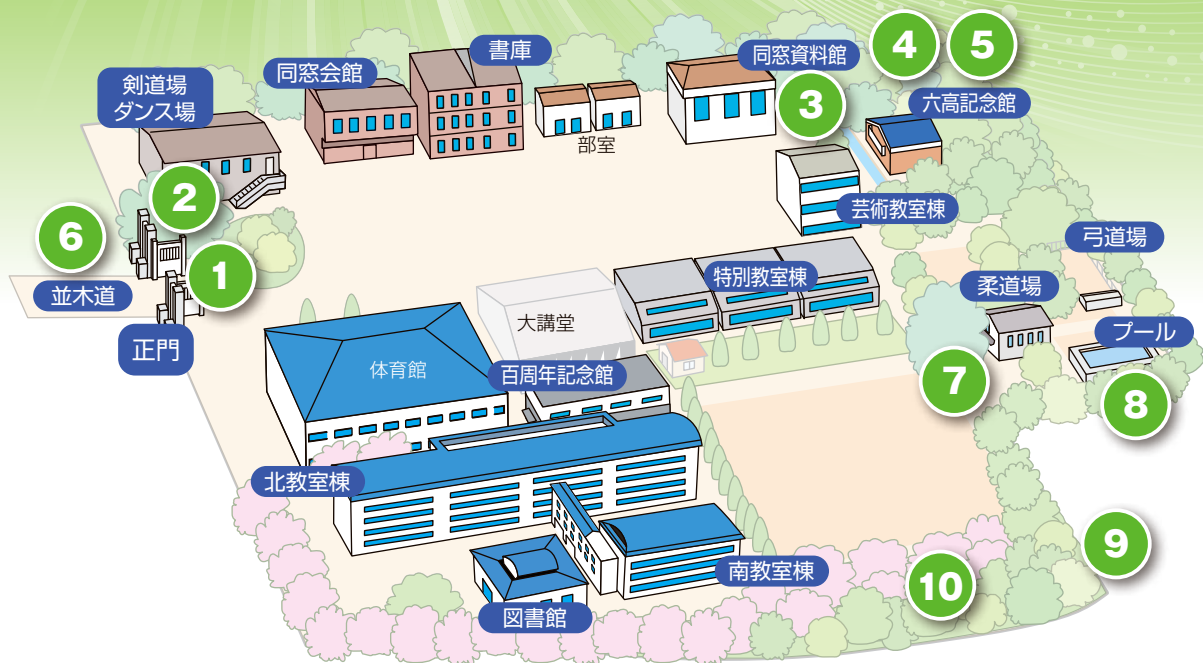 4
5
書庫
同窓資料館
同窓会館
剣道場
ダンス場
3
六高記念館
部室
2
芸術教室棟
6
弓道場
1
特別教室棟
柔道場
並木道
大講堂
プール
正門
体育館
百周年記念館
7
8
北教室棟
9
南教室棟
10
図書館